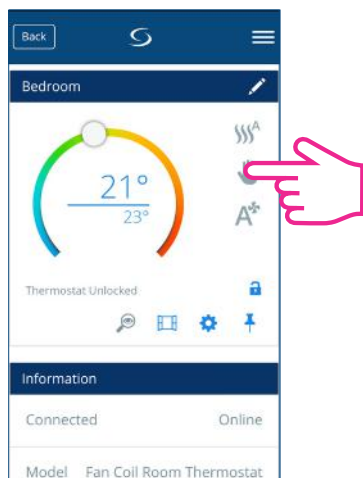 Back
Bedroom
A
21°
23°
A
Thermostat Unlocked
Information
Connected Online
Model Fan Coil Room Thermostat